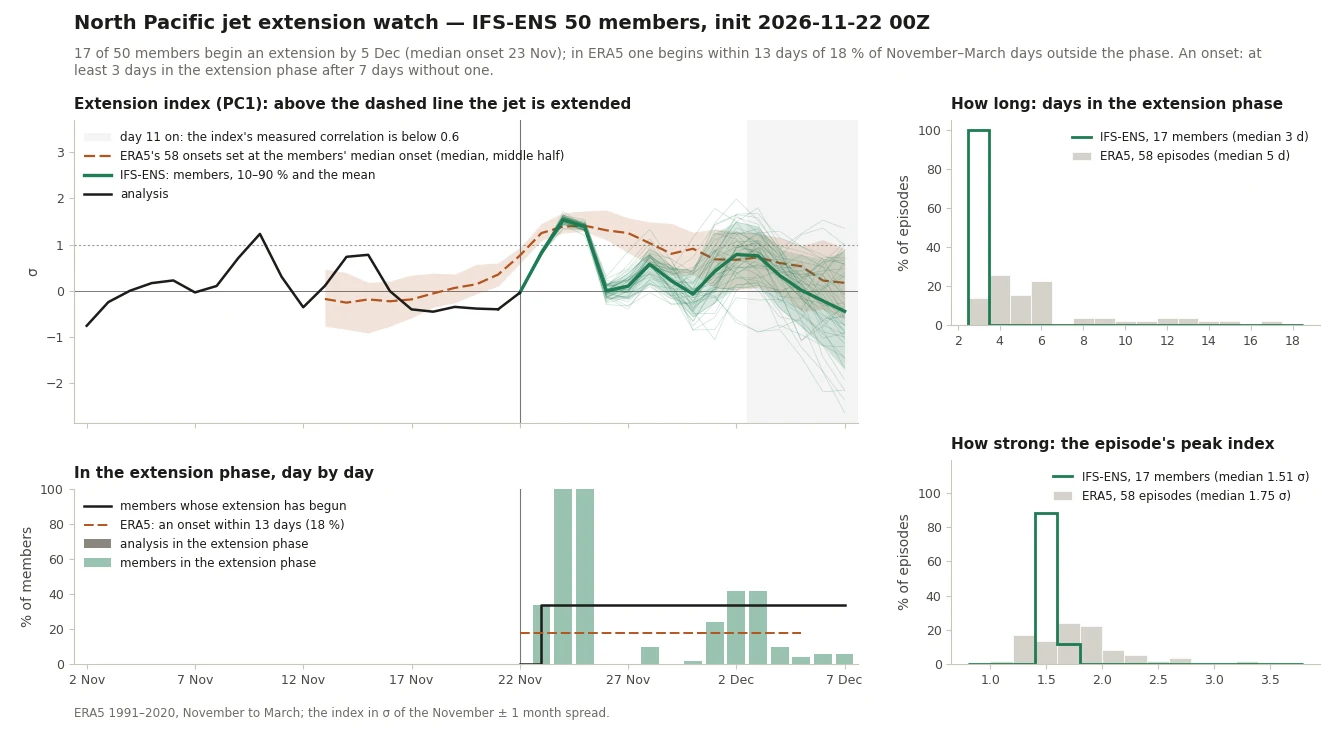 North Pacific jet extension watch — IFS-ENS 50 members, init 2026-11-22 00Z
17 of 50 members begin an extension by 5 Dec (median onset 23 Nov); in ERA5 one begins within 13 days of 18 % of November–March days outside the phase. An onset: at
least 3 days in the extension phase after 7 days without one.
Extension index (PC1): above the dashed line the jet is extended
day 11 on: the index's measured correlation is below 0.6
ERA5's 58 onsets set at the members' median onset (median, middle half)
IFS-ENS: members, 10–90 % and the mean
analysis
3
2
1
0
−1
−2
σ
How long: days in the extension phase
IFS-ENS, 17 members (median 3 d)
ERA5, 58 episodes (median 5 d)
100
80
60
40
20
0
% of episodes
2 4 6 8 10 12 14 16 18
In the extension phase, day by day
members whose extension has begun
ERA5: an onset within 13 days (18 %)
analysis in the extension phase
members in the extension phase
100
80
60
40
20
0
% of members
2 Nov 7 Nov 12 Nov 17 Nov 22 Nov 27 Nov 2 Dec 7 Dec
How strong: the episode's peak index
IFS-ENS, 17 members (median 1.51 σ)
ERA5, 58 episodes (median 1.75 σ)
100
80
60
40
20
0
% of episodes
1.0 1.5 2.0 2.5 3.0 3.5
ERA5 1991–2020, November to March; the index in σ of the November ± 1 month spread.